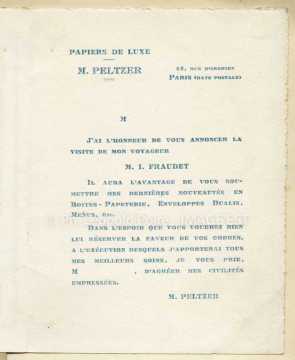 PAPIERS DE LUXE
M. PELTZER
PARIS (HAUTE POSTALE)
M
J'AI L'HONNEUR DE VOUS ANNONCER LA
VISITE DE MON VOYAGEUR
M. I. FRAUDET
IL AURA L'AVANTAGE DE VOUS SOU-
METTRE MES DERNIÈRES NOUVEAUTÉS EN
BOITES-PAPETERIE, ENVELOPPES DUALIS,
MENUS, ETC.
DANS L'ESPOIR QUE VOUS VOUDREZ BIEN
LUI RÉSERVER LA FAVEUR DE VOS ORDRES,
A L'EXÉCUTION DESQUELS J'APPORTERAI TOUS
MES MEILLEURS SOINS, JE VOUS PRIE,
M , D'AGRÉER MES CIVILITÉS
EMPRESSÉES.
M. PELTZER